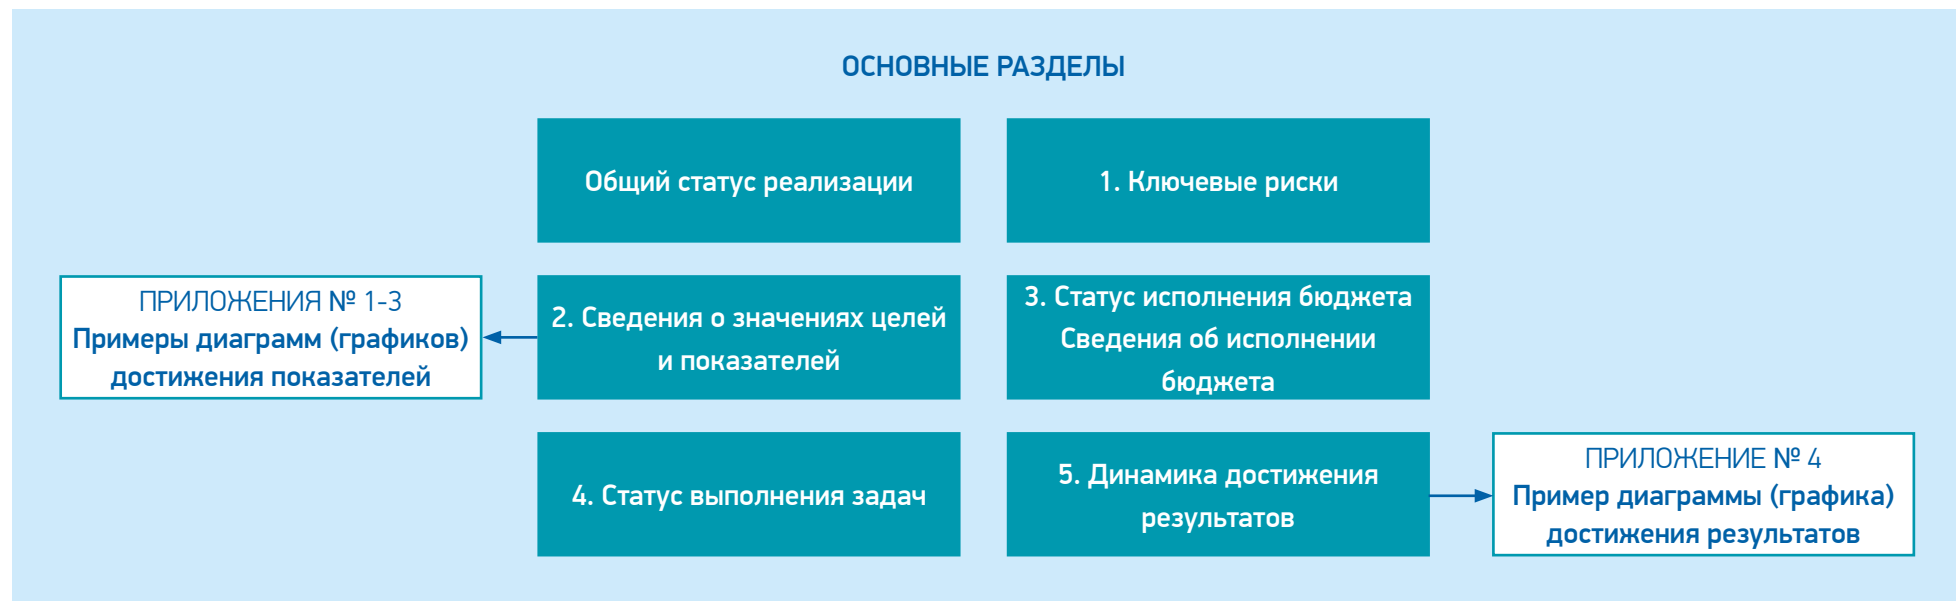 ОСНОВНЫЕ РАЗДЕЛЫ
Общий статус реализации
1. Ключевые риски
ПРИЛОЖЕНИЯ № 1-3
Примеры диаграмм (графиков)
достижения показателей
2. Сведения о значениях целей
и показателей
3. Статус исполнения бюджета
Сведения об исполнении
бюджета
4. Статус выполнения задач
5. Динамика достижения
результатов
ПРИЛОЖЕНИЕ № 4
Пример диаграммы (графика)
достижения результатов